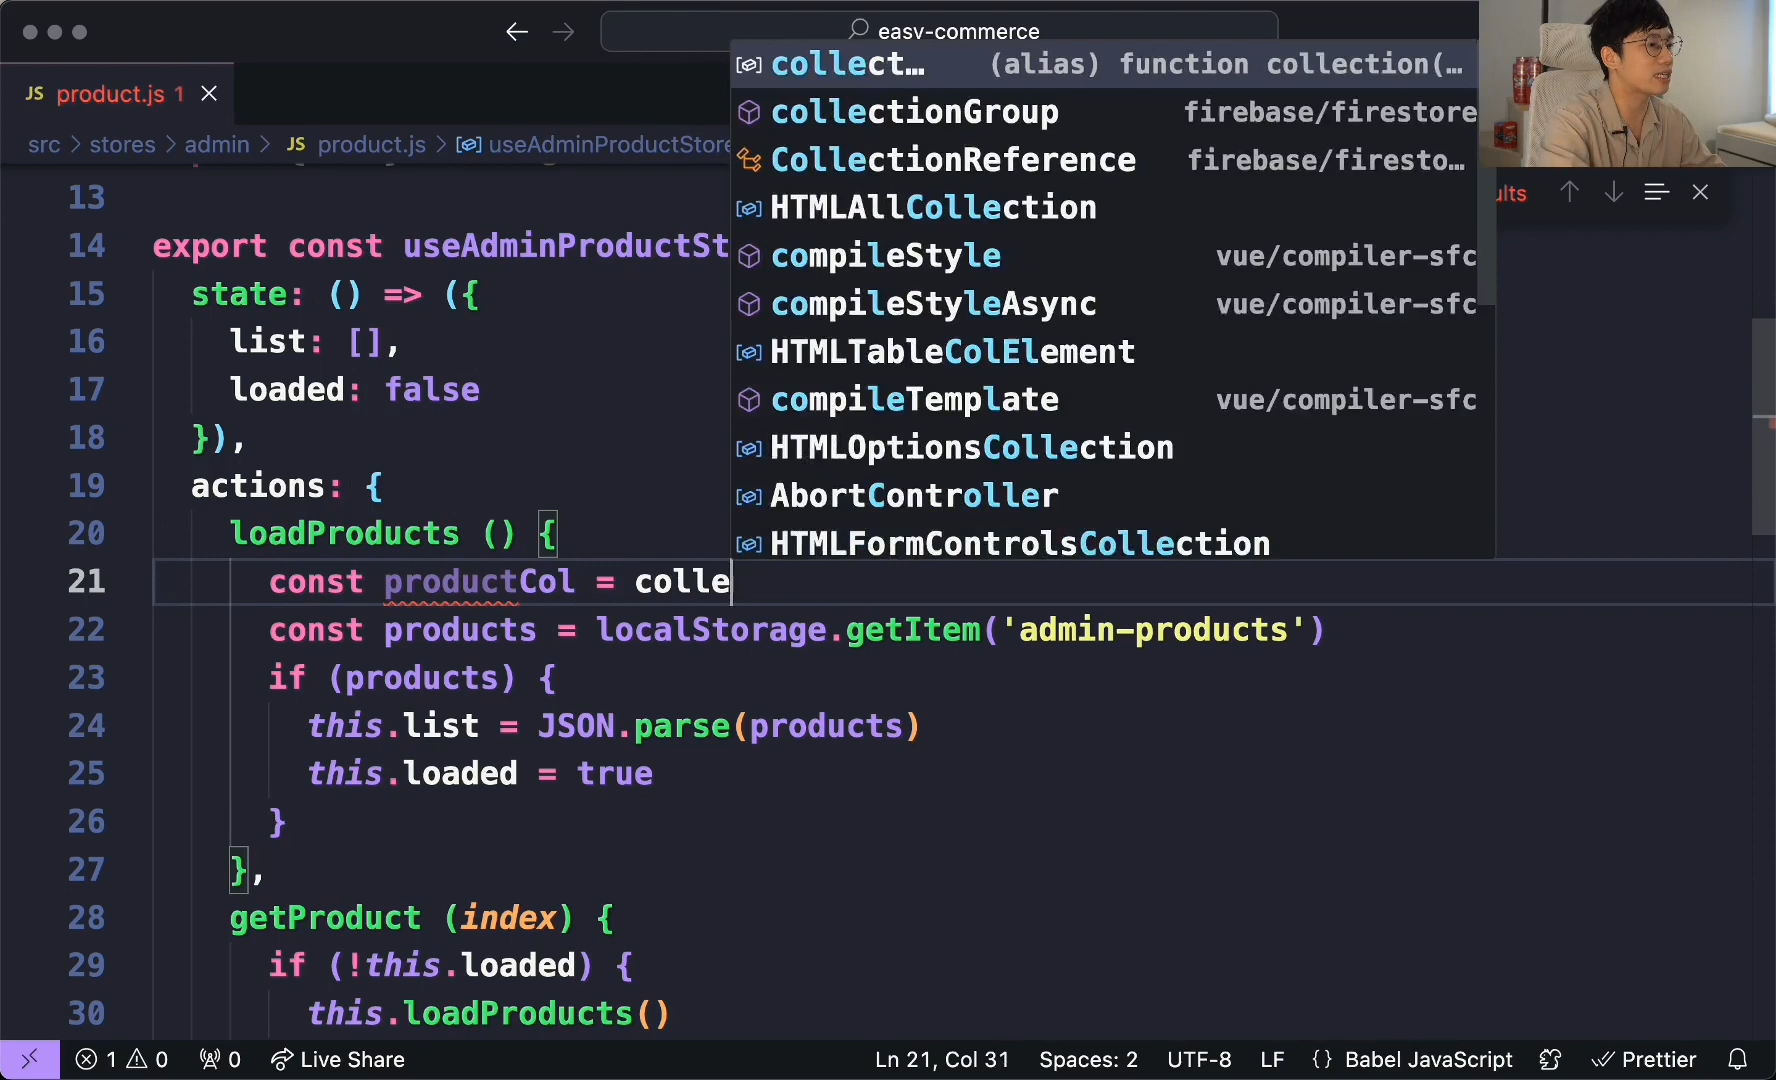 easy-commerce
JS product.js 1
src > stores > admin > JS product.js > useAdminProductStore
ults
collect… (alias) function collection(…
collectionGroup firebase/firestore
CollectionReference firebase/firesto…
HTMLAllCollection
compileStyle vue/compiler-sfc
compileStyleAsync vue/compiler-sfc
HTMLTableColElement
compileTemplate vue/compiler-sfc
HTMLOptionsCollection
AbortController
HTMLFormControlsCollection
13
14 export const useAdminProductSt
15 state: () => ({
16 list: [],
17 loaded: false
18 }),
19 actions: {
20 loadProducts () {
21 const productCol = colle
22 const products = localStorage.getItem('admin-products')
23 if (products) {
24 this.list = JSON.parse(products)
25 this.loaded = true
26 }
27 },
28 getProduct (index) {
29 if (!this.loaded) {
30 this.loadProducts()
1 0 0 Live Share Ln 21, Col 31 Spaces: 2 UTF-8 LF {} Babel JavaScript Prettier